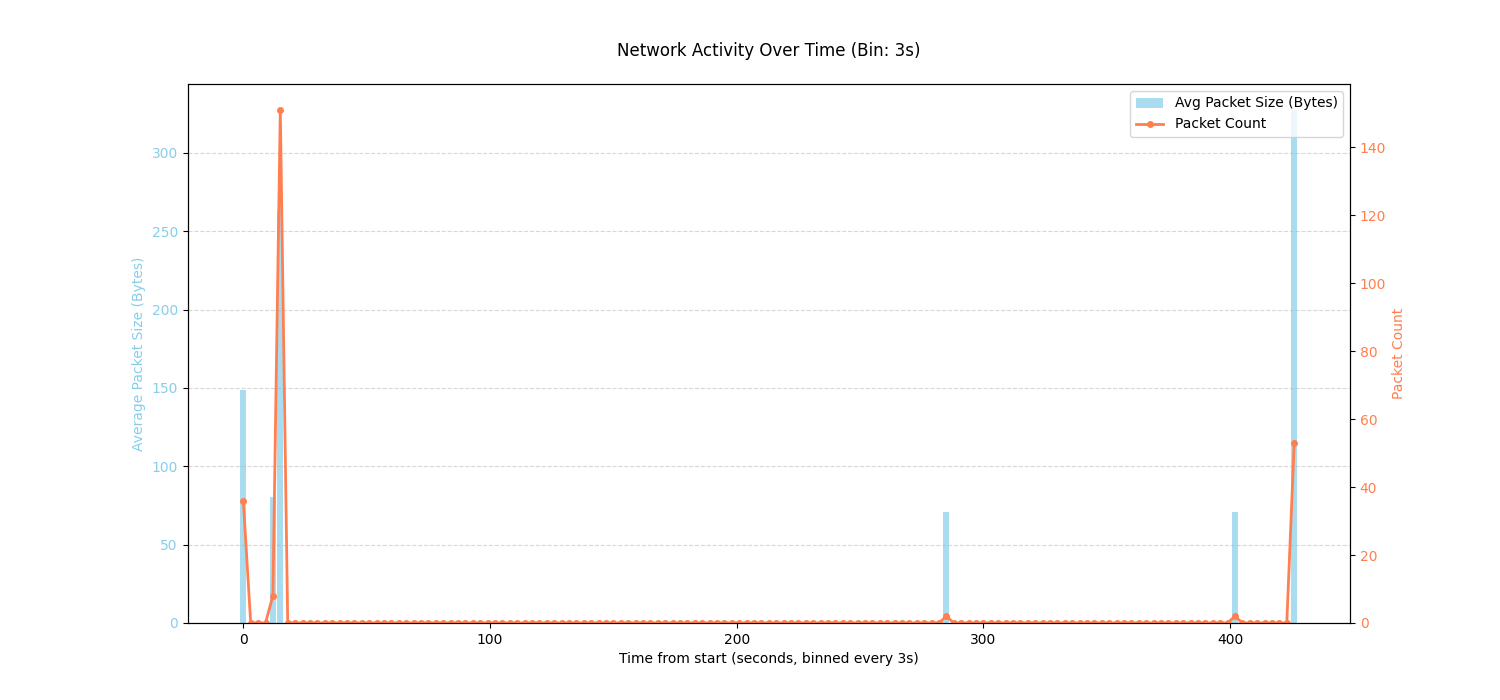 Network Activity Over Time (Bin: 3s)
Avg Packet Size (Bytes)
Packet Count
Average Packet Size (Bytes)
300
250
200
150
100
50
0
140
120
100
80
60
40
20
0
Packet Count
0 100 200 300 400
Time from start (seconds, binned every 3s)